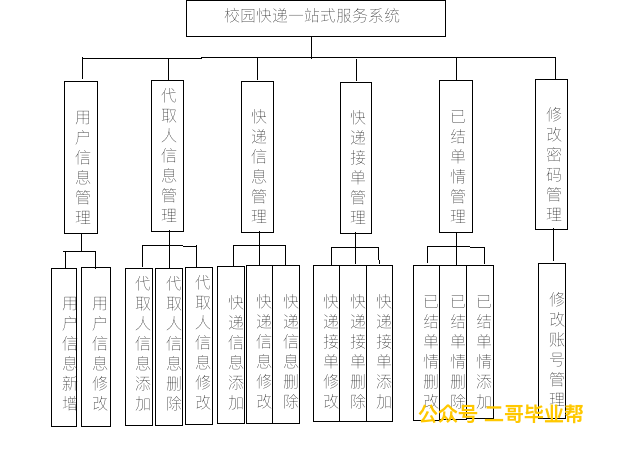 校园快递一站式服务系统
用户信息管理
代取人信息管理
快递信息管理
快递接单管理
已结单情管理
修改密码管理
用户信息新增
用户信息修改
代取人信息添加
代取人信息删除
代取人信息修改
快递信息添加
快递信息修改
快递信息删除
快递接单修改
快递接单删除
快递接单添加
已结单情删改
已结单情删除
已结单情添加
修改账号管理
公众号 二哥毕业帮